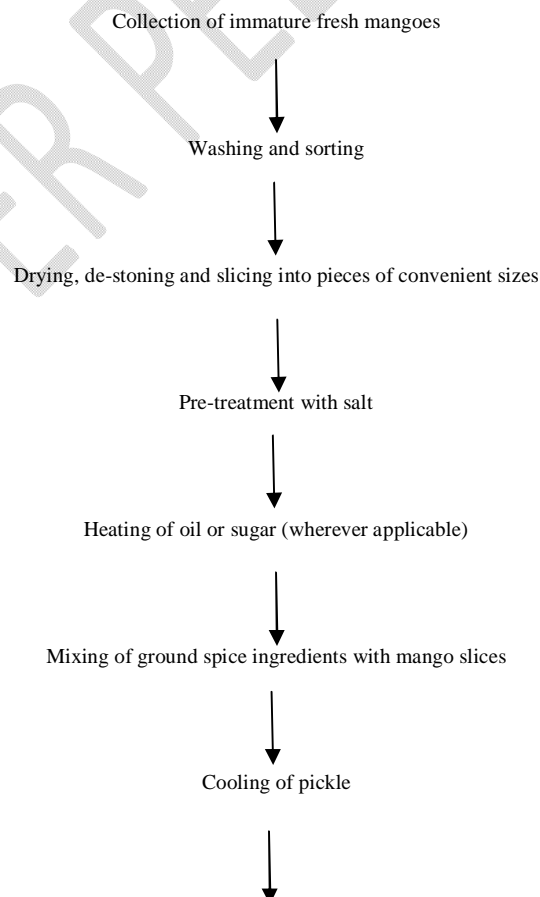 Collection of immature fresh mangoes
Washing and sorting
Drying, de-stoning and slicing into pieces of convenient sizes
Pre-treatment with salt
Heating of oil or sugar (wherever applicable)
Mixing of ground spice ingredients with mango slices
Cooling of pickle